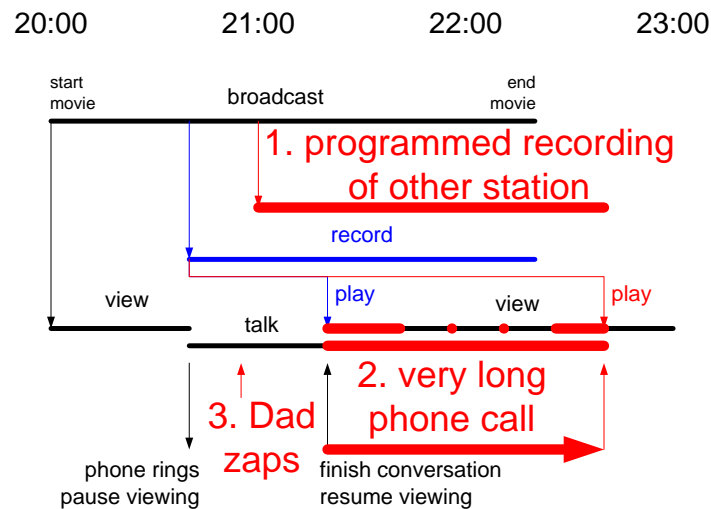 20:00 21:00 22:00 23:00
start
movie
broadcast
end
movie
1. programmed recording
of other station
record
view
play
view
play
talk
2. very long
phone call
3. Dad
zaps
phone rings
pause viewing
finish conversation
resume viewing